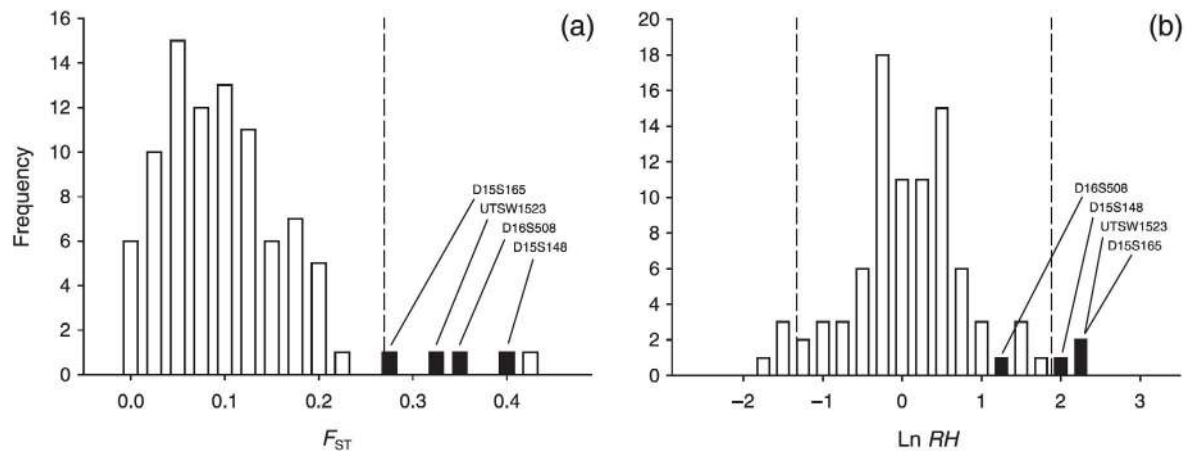 (a)
16
14
12
10
8
6
4
2
0
Frequency
D15S165
UTSW1523
D16S508
D15S148
0.0 0.1 0.2 0.3 0.4
F_ST
(b)
20
18
16
14
12
10
8
6
4
2
0
D16S508
D15S148
UTSW1523
D15S165
−2 −1 0 1 2 3
Ln RH